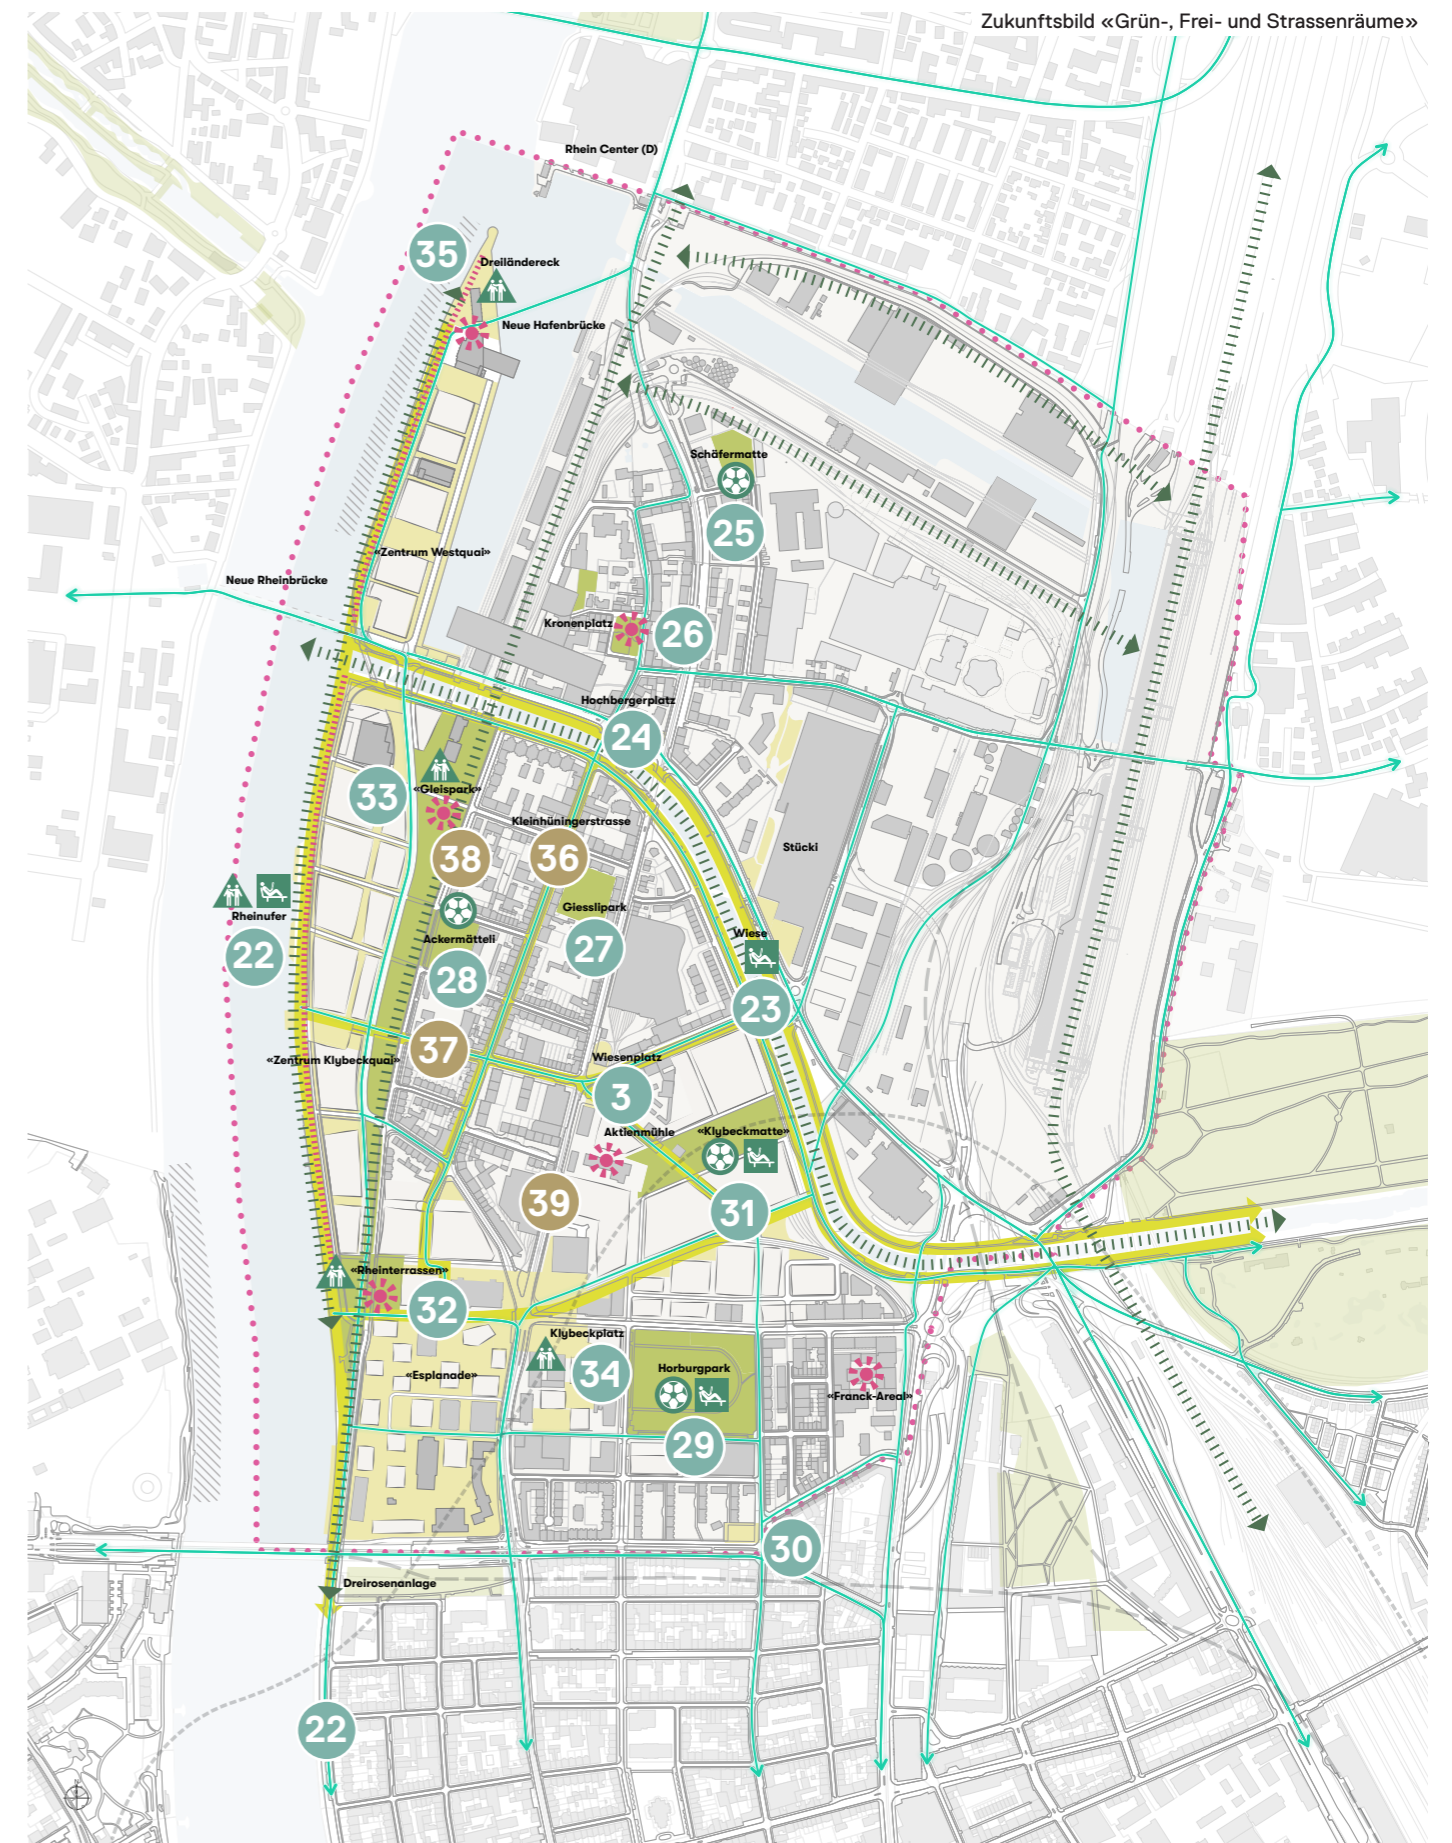 Zukunftsbild «Grün-, Frei- und Strassenräume»
Rhein Center (D)
35
Dreiländereck
Neue Hafenbrücke
Schäfermatte
25
«Zentrum Westquai»
Neue Rheinbrücke
Kronenplatz
26
Hochbergerplatz
24
33
«Gleispark»
Kleinhüningerstrasse
38
36
Stücki
Rheinufer
22
Giesslipark
27
Ackermätteli
28
Wiese
23
37
«Zentrum Klybeckquai»
Wiesenplatz
3
Aktienmühle
«Klybeckmatte»
39
31
«Rheinterrassen»
32
Klybeckplatz
34
«Esplanade»
Horburgpark
29
«Franck-Areal»
30
Dreirosenanlage
22